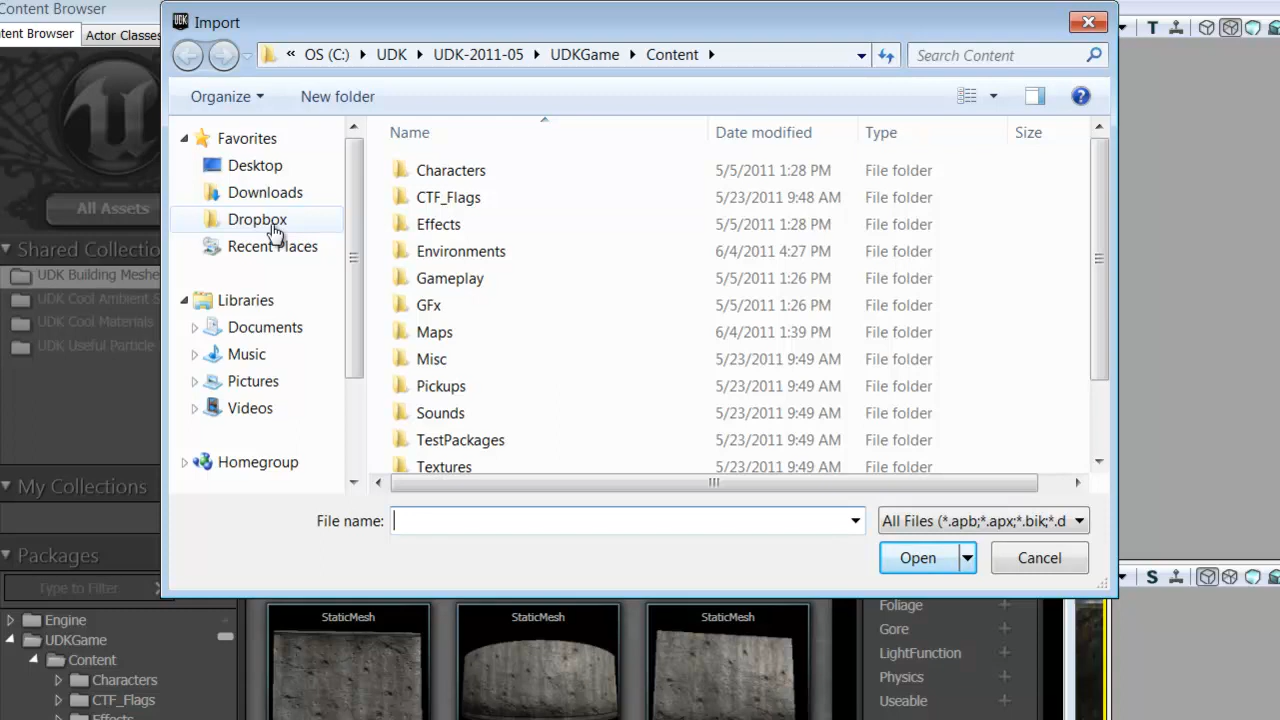 Content Browser
Import
ntent Browser
Actor Classes
« OS (C:) UDK UDK-2011-05 UDKGame Content
Search Content
T
Organize
New folder
Favorites
Desktop
Downloads
Dropbox
Recent Places
Libraries
Documents
Music
Pictures
Videos
Homegroup
Name Date modified Type Size
Characters 5/5/2011 1:28 PM File folder
CTF_Flags 5/23/2011 9:48 AM File folder
Effects 5/5/2011 1:28 PM File folder
Environments 6/4/2011 4:27 PM File folder
Gameplay 5/5/2011 1:26 PM File folder
GFx 5/5/2011 1:26 PM File folder
Maps 6/4/2011 1:39 PM File folder
Misc 5/23/2011 9:49 AM File folder
Pickups 5/23/2011 9:49 AM File folder
Sounds 5/23/2011 9:49 AM File folder
TestPackages 5/23/2011 9:49 AM File folder
Textures 5/23/2011 9:49 AM File folder
File name:
All Files (*.apb;*.apx;*.bik;*.d
Open
Cancel
All Assets
Shared Collectio
UDK Building Meshe
UDK Cool Ambient S
UDK Cool Materials
UDK Useful Particle
My Collections
Packages
Type to Filter
Engine
UDKGame
Content
Characters
CTF_Flags
Effects
StaticMesh
StaticMesh
StaticMesh
Foliage
Gore
LightFunction
Physics
Useable
S